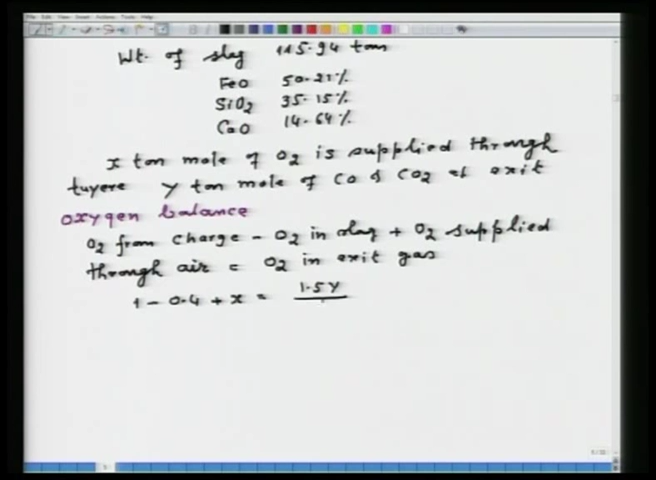 Wt. of slag 115.94 ton
FeO 50.21%
SiO2 35.15%
CaO 14.64%
x ton mole of O2 is supplied through
tuyere Y ton mole of CO & CO2 at exit
Oxygen balance
O2 from charge - O2 in slag + O2 supplied
through air = O2 in exit gas
1 - 0.4 + x = 1.5Y